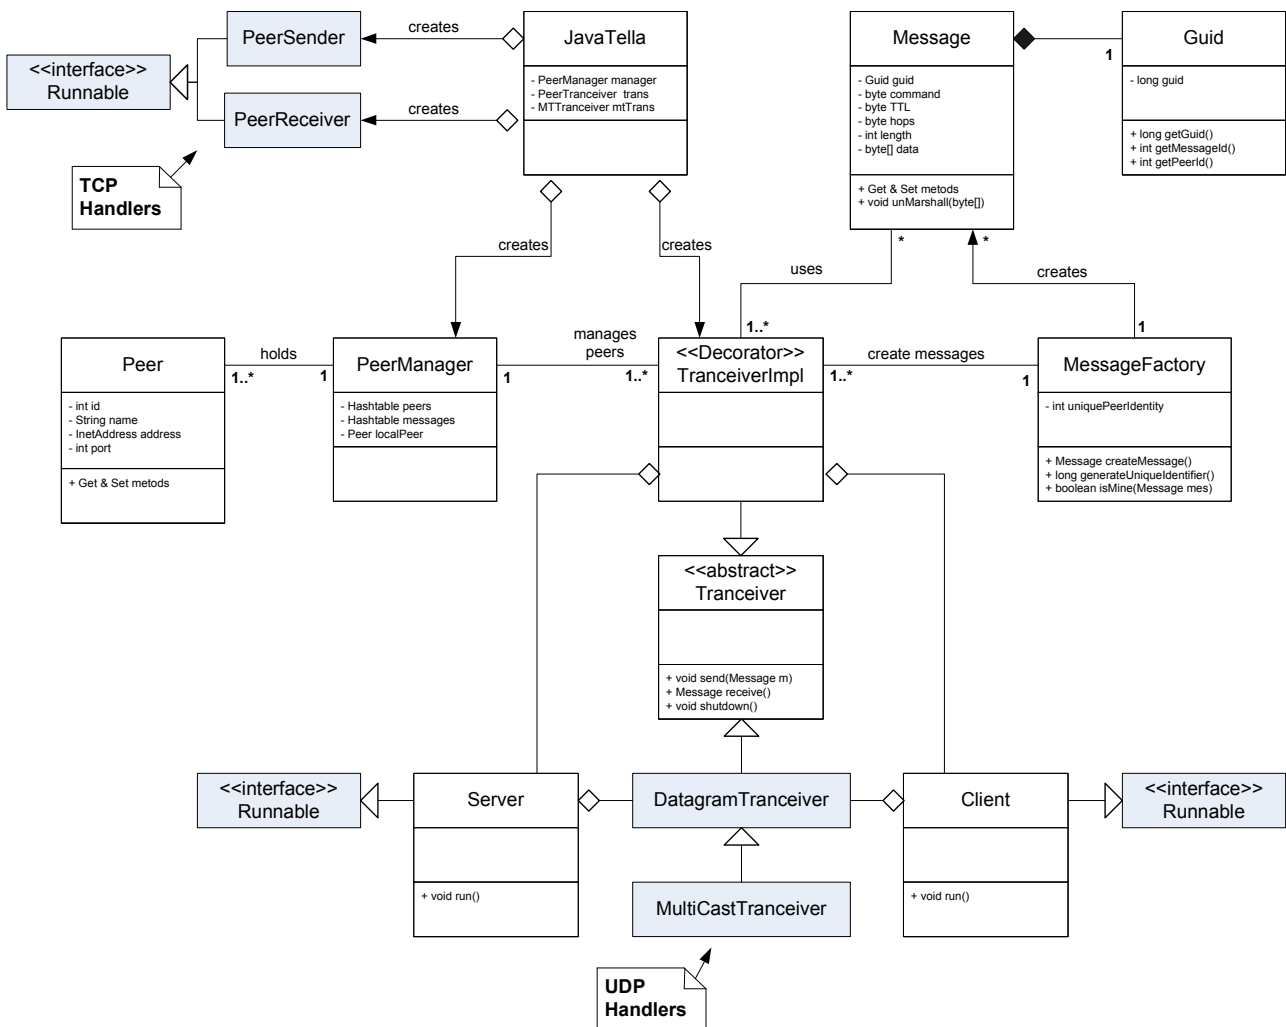 PeerSender
creates
JavaTella
- PeerManager manager
- PeerTranceiver trans
- MTTranceiver mtTrans
Message
- Guid guid
- byte command
- byte TTL
- byte hops
- int length
- byte[] data
+ Get & Set metods
+ void unMarshall(byte[])
1
Guid
- long guid
+ long getGuid()
+ int getMessageId()
+ int getPeerId()
<<interface>>
Runnable
PeerReceiver
creates
TCP
Handlers
creates
creates
*
*
uses
creates
1..*
1
Peer
- int id
- String name
- InetAddress address
- int port
+ Get & Set metods
holds
1..*
1
PeerManager
- Hashtable peers
- Hashtable messages
- Peer localPeer
manages
peers
1
1..*
<<Decorator>>
TranceiverImpl
create messages
1..*
1
MessageFactory
- int uniquePeerIdentity
+ Message createMessage()
+ long generateUniqueIdentifier()
+ boolean isMine(Message mes)
<<abstract>>
Tranceiver
+ void send(Message m)
+ Message receive()
+ void shutdown()
<<interface>>
Runnable
Server
+ void run()
DatagramTranceiver
Client
+ void run()
<<interface>>
Runnable
MultiCastTranceiver
UDP
Handlers